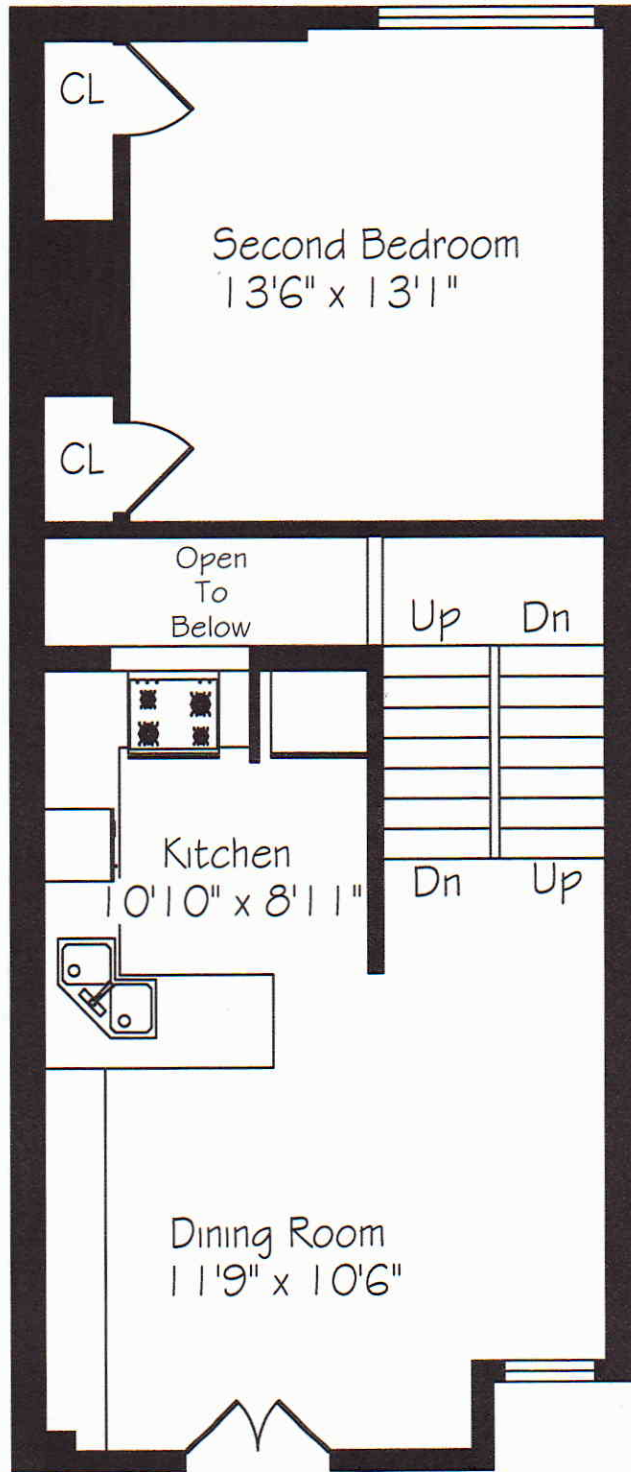 CL
Second Bedroom
13'6" x 13'1"
CL
Open
To
Below
Up Dn
Kitchen
10'10" x 8'11"
Dn Up
Dining Room
11'9" x 10'6"